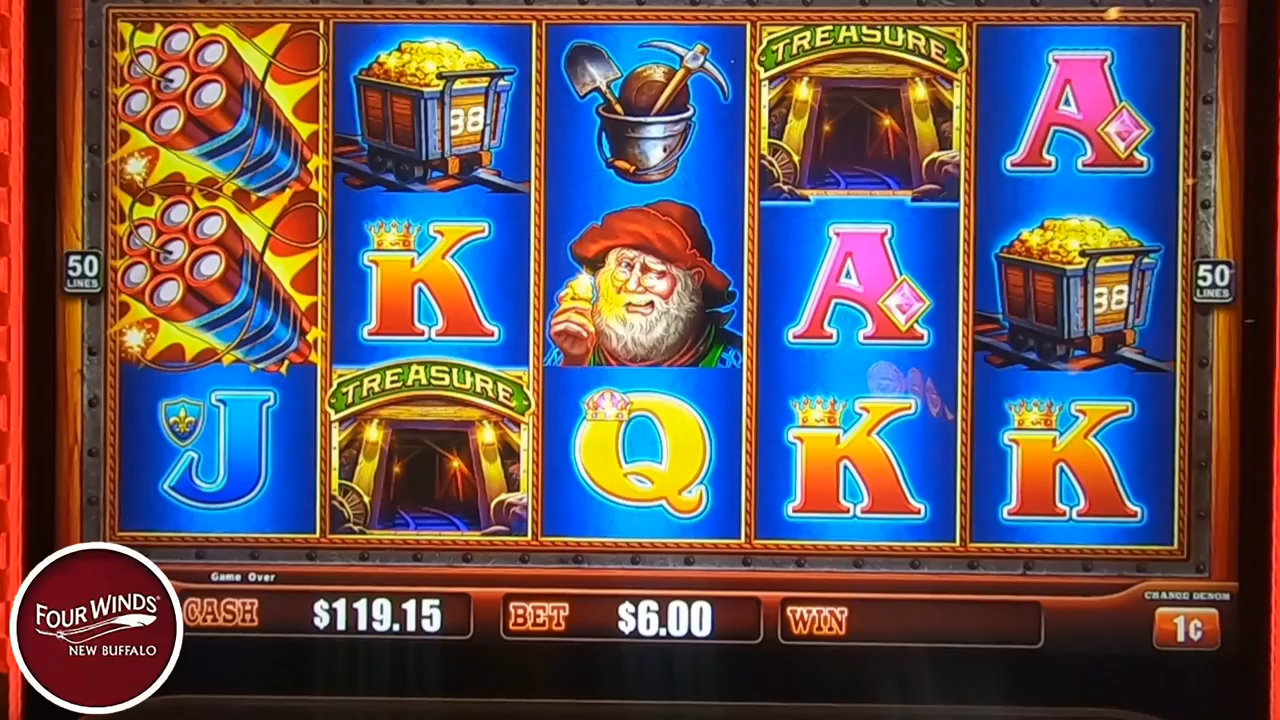 TREASURE
88
A
K
A
88
50
LINES
50
LINES
TREASURE
J
Q
K
K
Game Over
CHANGE DENOM
CASH $119.15 BET $6.00 WIN
1¢
FOUR WINDS®
NEW BUFFALO